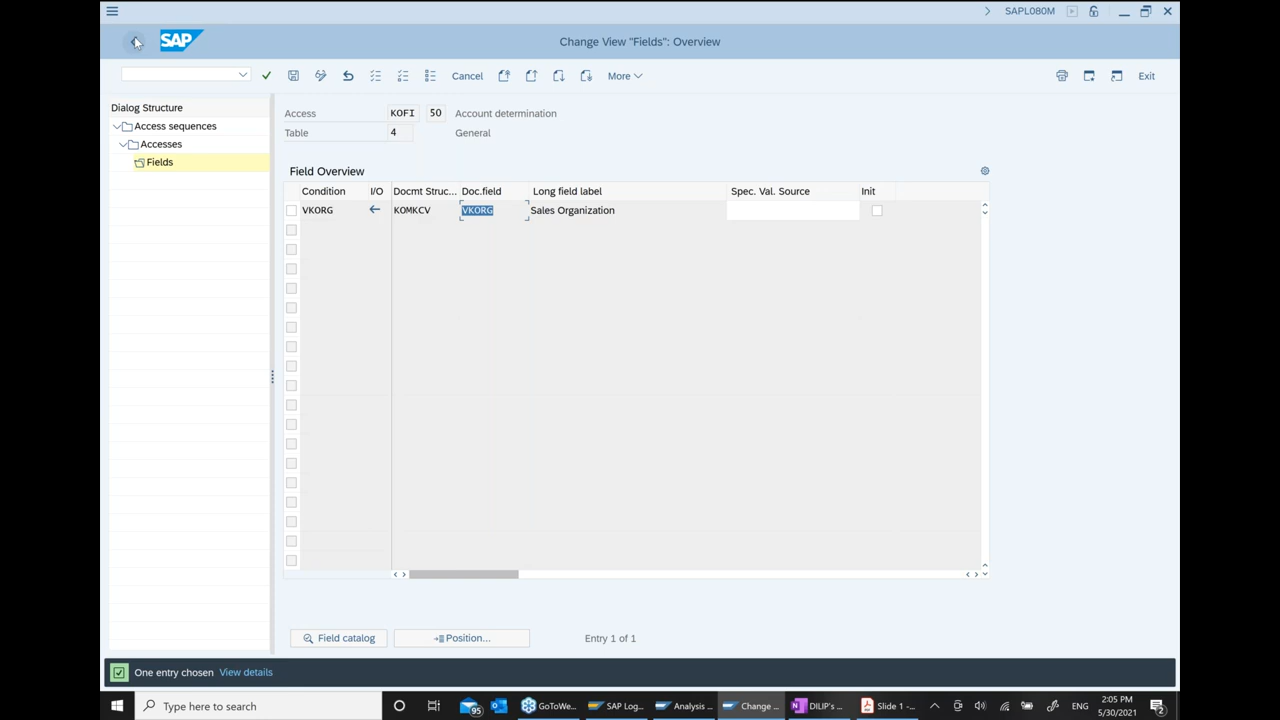 SAPL080M
SAP
Change View "Fields": Overview
Cancel
More
Exit
Dialog Structure
Access sequences
Accesses
Fields
Access KOFI 50 Account determination
Table 4 General
Field Overview
Condition I/O Docmt Struc... Doc.field Long field label Spec. Val. Source Init
VKORG KOMKCV VKORG Sales Organization
Field catalog
Position...
Entry 1 of 1
One entry chosen View details
Type here to search
95
GoToWe...
SAP Log...
Analysis ...
Change ...
DILIP's ...
Slide 1 -...
ENG
2:05 PM
5/30/2021
2